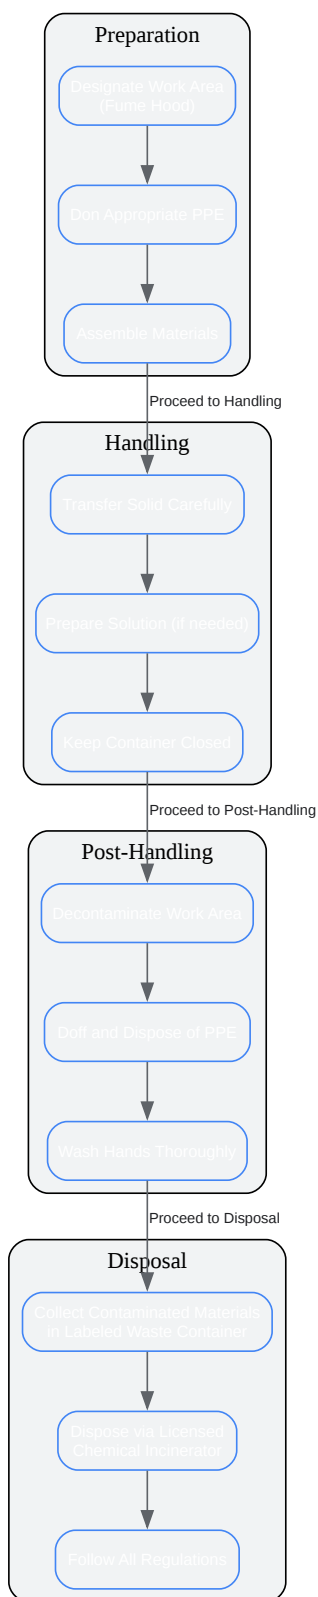 Preparation
Designate Work Area
(Fume Hood)
Don Appropriate PPE
Assemble Materials
Proceed to Handling
Handling
Transfer Solid Carefully
Prepare Solution (if needed)
Keep Container Closed
Proceed to Post-Handling
Post-Handling
Decontaminate Work Area
Doff and Dispose of PPE
Wash Hands Thoroughly
Proceed to Disposal
Disposal
Collect Contaminated Materials
in Labeled Waste Container
Dispose via Licensed
Chemical Incinerator
Follow All Regulations